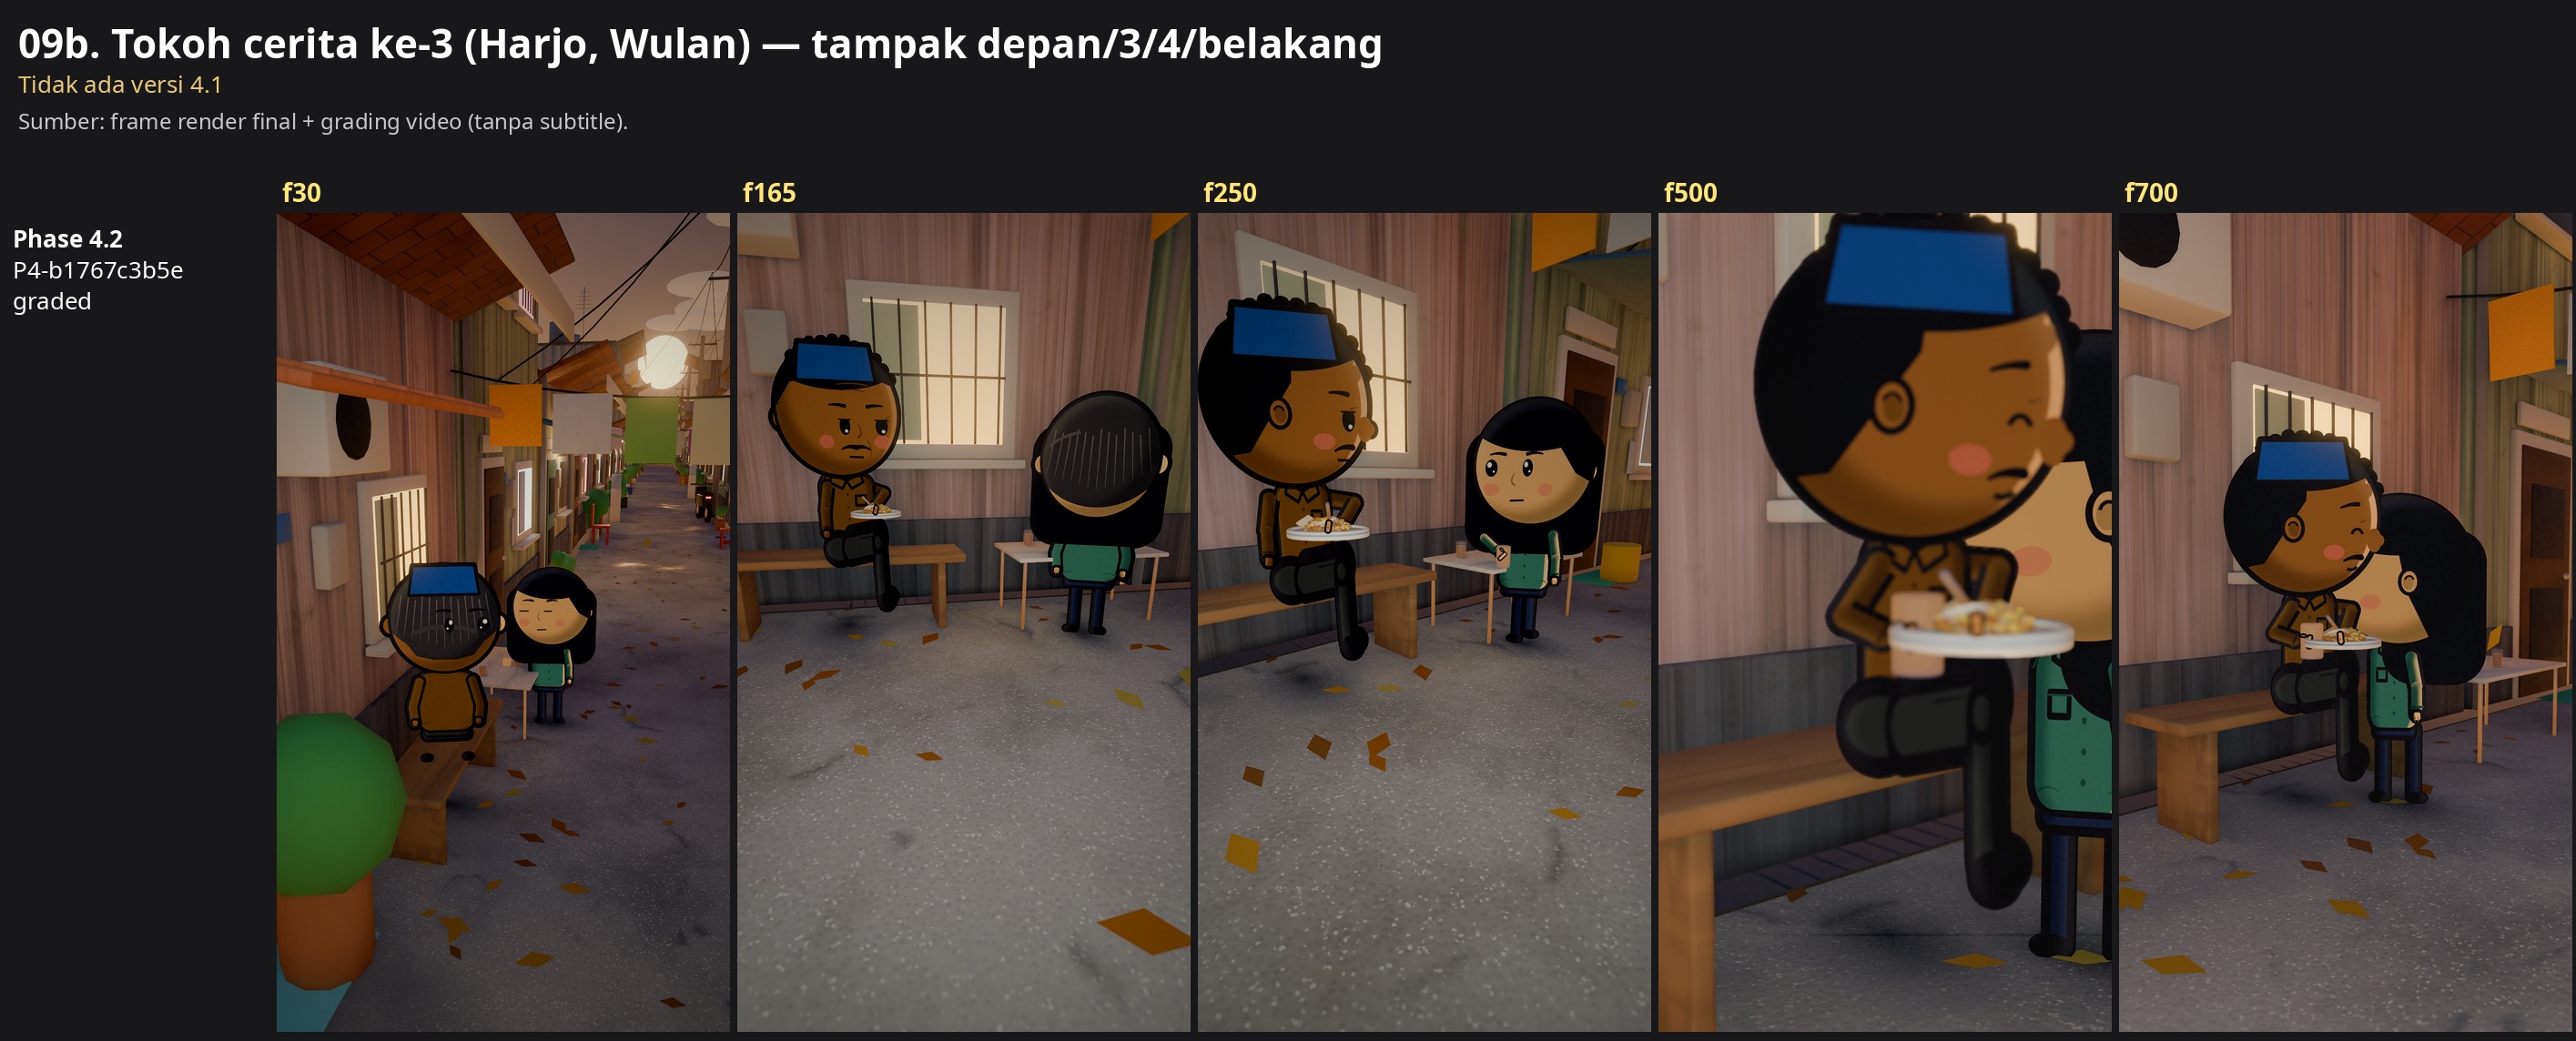 09b. Tokoh cerita ke-3 (Harjo, Wulan) — tampak depan/3/4/belakang
Tidak ada versi 4.1
Sumber: frame render final + grading video (tanpa subtitle).
f30
f165
f250
f500
f700
Phase 4.2
P4-b1767c3b5e
graded